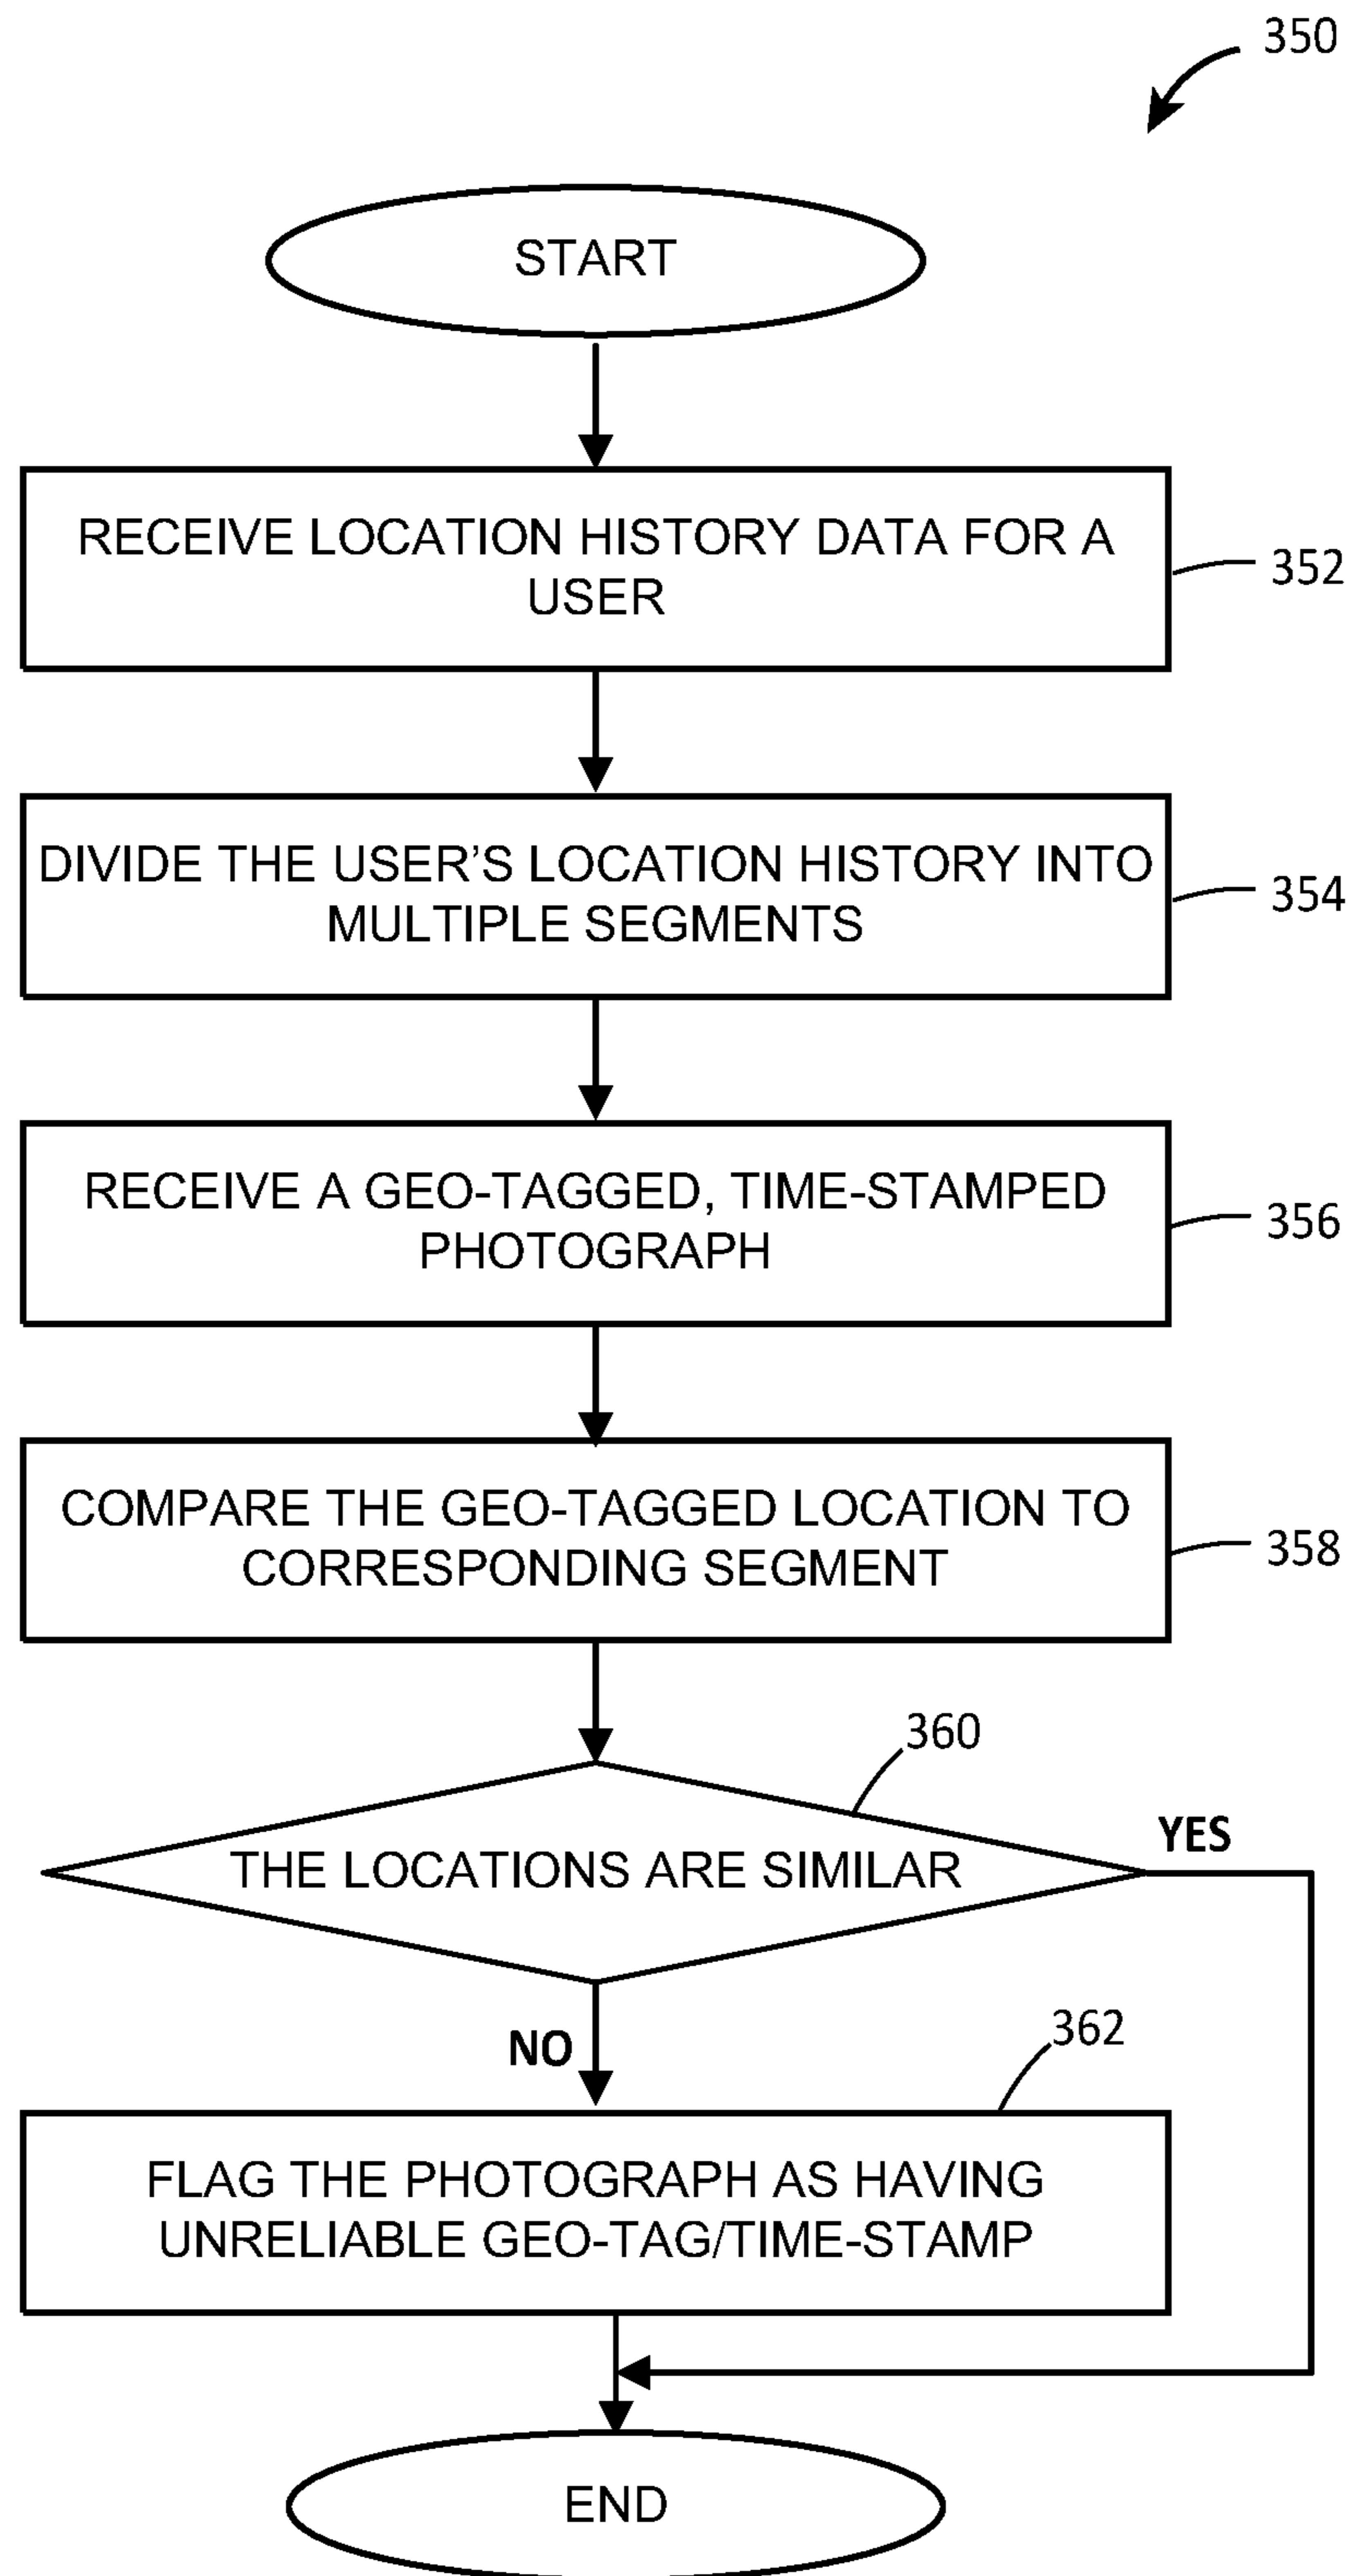 350
START
RECEIVE LOCATION HISTORY DATA FOR A
USER
352
DIVIDE THE USER’S LOCATION HISTORY INTO
MULTIPLE SEGMENTS
354
RECEIVE A GEO-TAGGED, TIME-STAMPED
PHOTOGRAPH
356
COMPARE THE GEO-TAGGED LOCATION TO
CORRESPONDING SEGMENT
358
360
YES
THE LOCATIONS ARE SIMILAR
NO
362
FLAG THE PHOTOGRAPH AS HAVING
UNRELIABLE GEO-TAG/TIME-STAMP
END